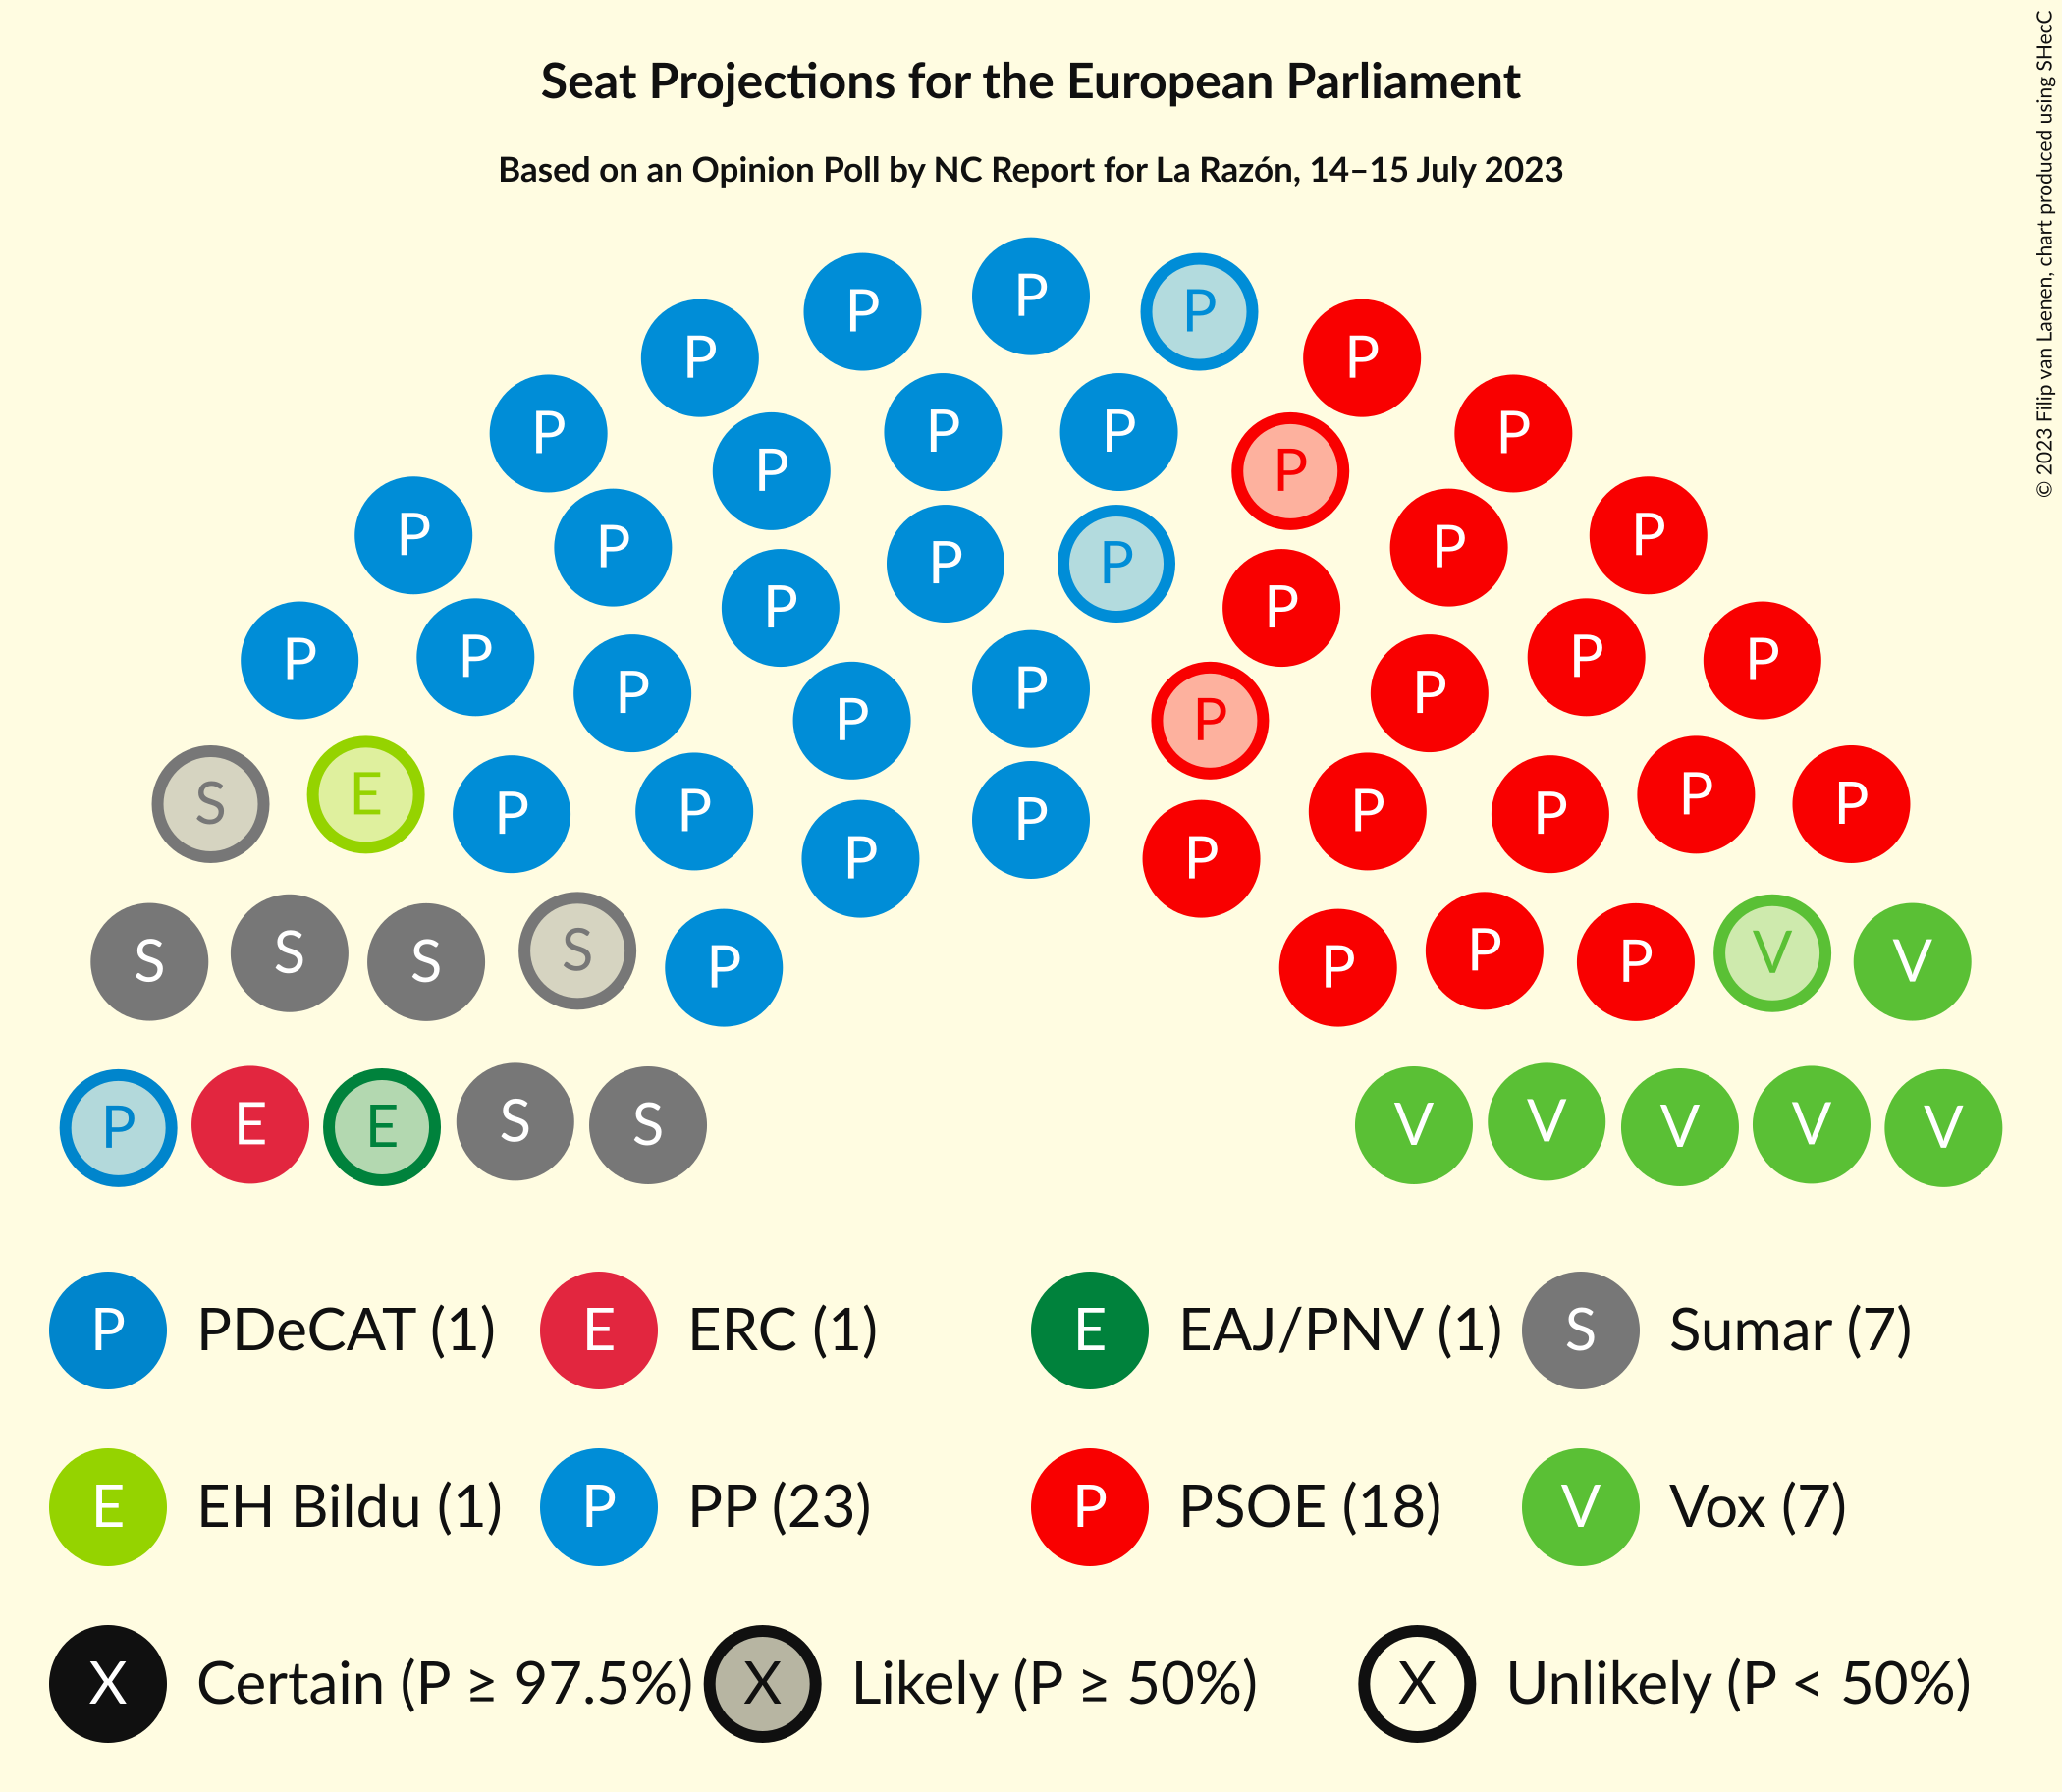 Seat Projections for the European Parliament
Based on an Opinion Poll by NC Report for La Razón, 14–15 July 2023
© 2023 Filip van Laenen, chart produced using SHecC
P
P P
P P
P P
P P
P P
P P
P P
P P
P P P P
P P P P
P P
P P
P P
S E P P P P P P P P
P P
S S S S P P P P V V
P E E S S V V V V V
P PDeCAT (1) E ERC (1) E EAJ/PNV (1) S Sumar (7)
E EH Bildu (1) P PP (23) P PSOE (18) V Vox (7)
X Certain (P ≥ 97.5%) X Likely (P ≥ 50%) X Unlikely (P < 50%)